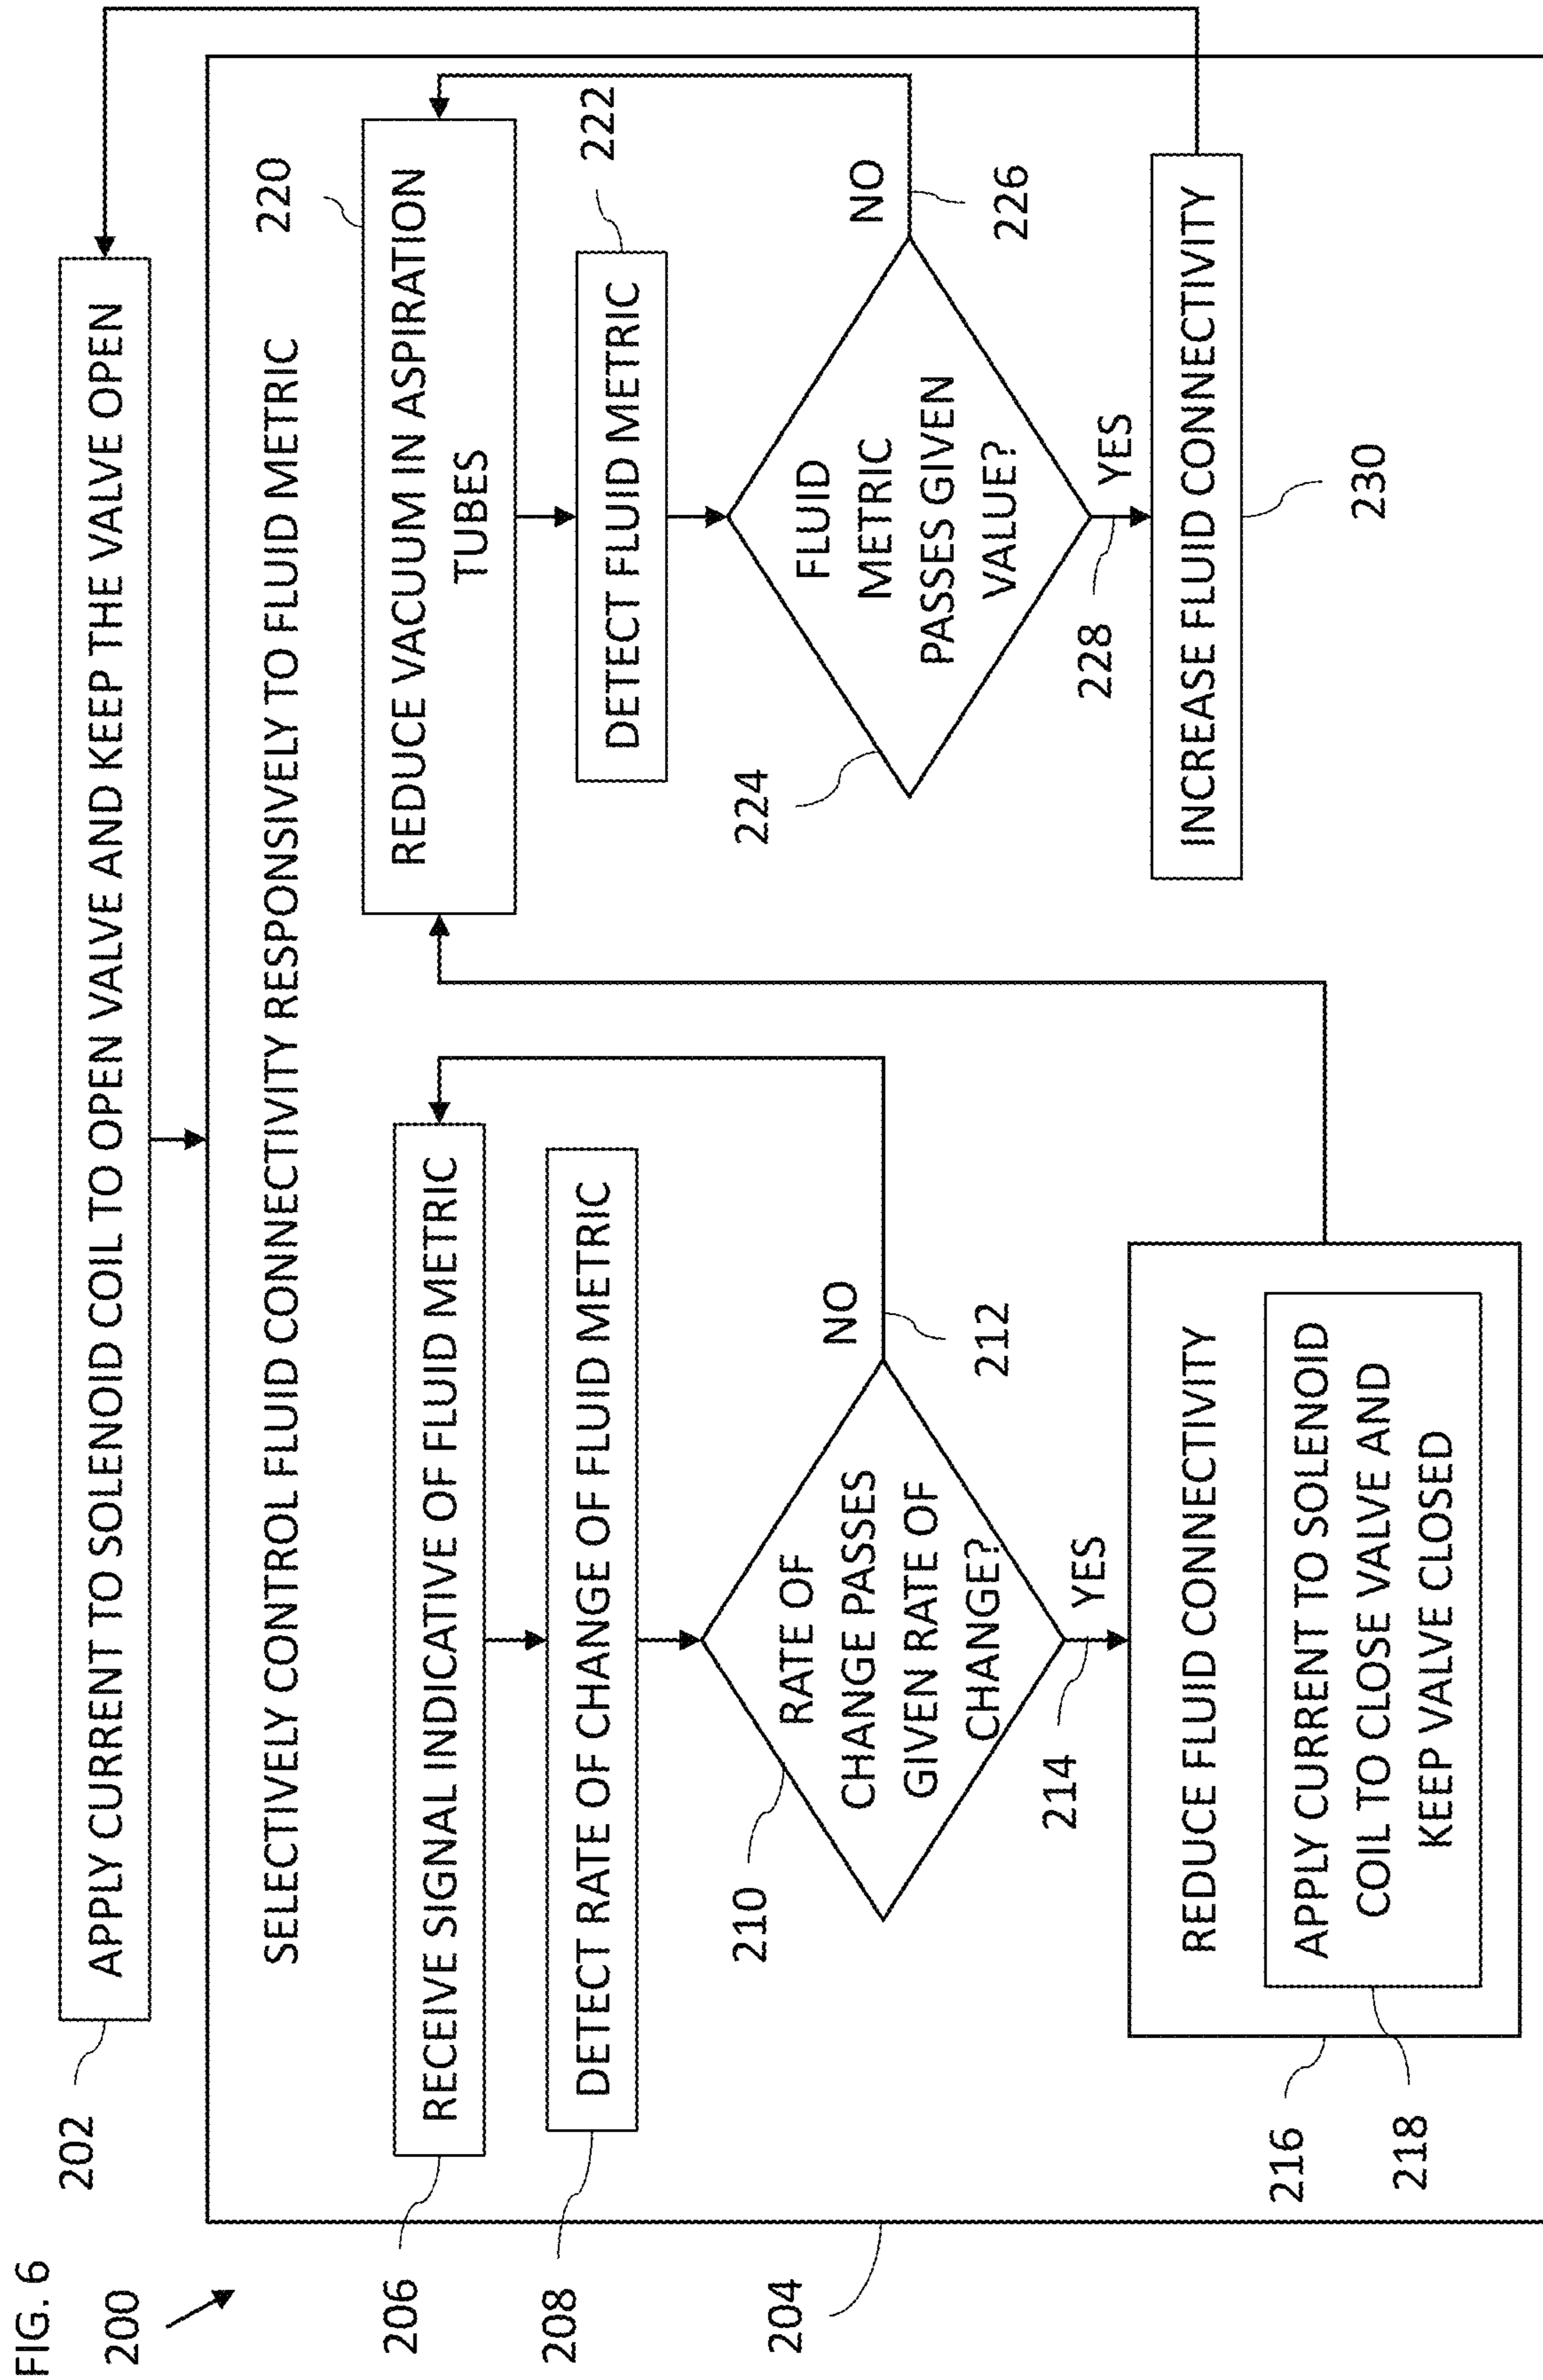 FIG. 6
200
202
APPLY CURRENT TO SOLENOID COIL TO OPEN VALVE AND KEEP THE VALVE OPEN
204
SELECTIVELY CONTROL FLUID CONNECTIVITY RESPONSIVELY TO FLUID METRIC
206
RECEIVE SIGNAL INDICATIVE OF FLUID METRIC
208
DETECT RATE OF CHANGE OF FLUID METRIC
210
RATE OF
CHANGE PASSES
GIVEN RATE OF
CHANGE?
NO
212
214
YES
216
REDUCE FLUID CONNECTIVITY
218
APPLY CURRENT TO SOLENOID
COIL TO CLOSE VALVE AND
KEEP VALVE CLOSED
220
REDUCE VACUUM IN ASPIRATION
TUBES
222
DETECT FLUID METRIC
224
FLUID
METRIC
PASSES GIVEN
VALUE?
NO
226
228
YES
INCREASE FLUID CONNECTIVITY
230